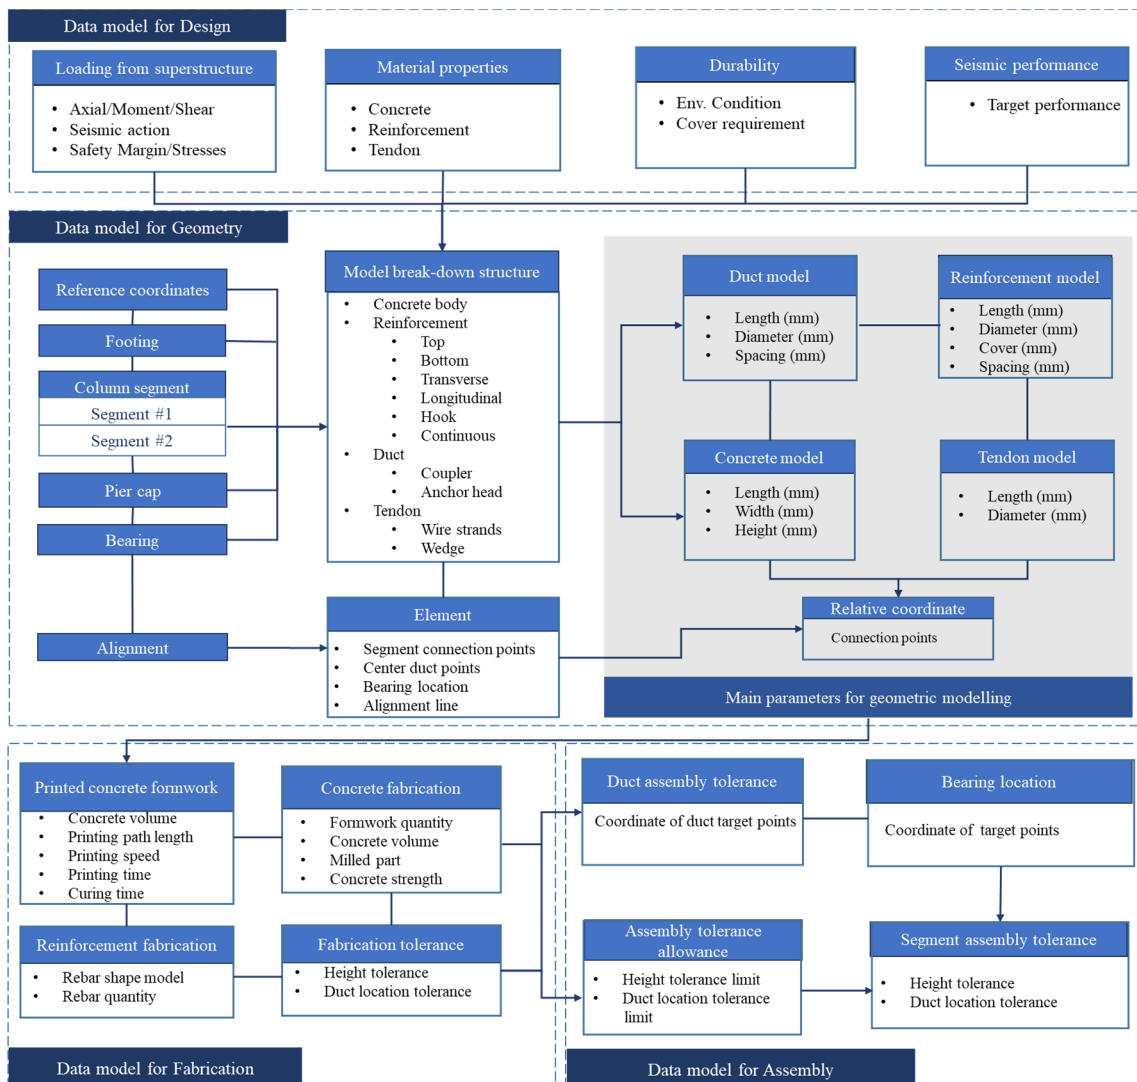 Data model for Design
Loading from superstructure
• Axial/Moment/Shear
• Seismic action
• Safety Margin/Stresses
Material properties
• Concrete
• Reinforcement
• Tendon
Durability
• Env. Condition
• Cover requirement
Seismic performance
• Target performance
Data model for Geometry
Reference coordinates
Footing
Column segment
Segment #1
Segment #2
Pier cap
Bearing
Alignment
Model break-down structure
• Concrete body
• Reinforcement
• Top
• Bottom
• Transverse
• Longitudinal
• Hook
• Continuous
• Duct
• Coupler
• Anchor head
• Tendon
• Wire strands
• Wedge
Element
• Segment connection points
• Center duct points
• Bearing location
• Alignment line
Duct model
• Length (mm)
• Diameter (mm)
• Spacing (mm)
Reinforcement model
• Length (mm)
• Diameter (mm)
• Cover (mm)
• Spacing (mm)
Concrete model
• Length (mm)
• Width (mm)
• Height (mm)
Tendon model
• Length (mm)
• Diameter (mm)
Relative coordinate
Connection points
Main parameters for geometric modelling
Printed concrete formwork
• Concrete volume
• Printing path length
• Printing speed
• Printing time
• Curing time
Concrete fabrication
• Formwork quantity
• Concrete volume
• Milled part
• Concrete strength
Reinforcement fabrication
• Rebar shape model
• Rebar quantity
Fabrication tolerance
• Height tolerance
• Duct location tolerance
Data model for Fabrication
Duct assembly tolerance
Coordinate of duct target points
Bearing location
Coordinate of target points
Assembly tolerance
allowance
• Height tolerance limit
• Duct location tolerance
limit
Segment assembly tolerance
• Height tolerance
• Duct location tolerance
Data model for Assembly